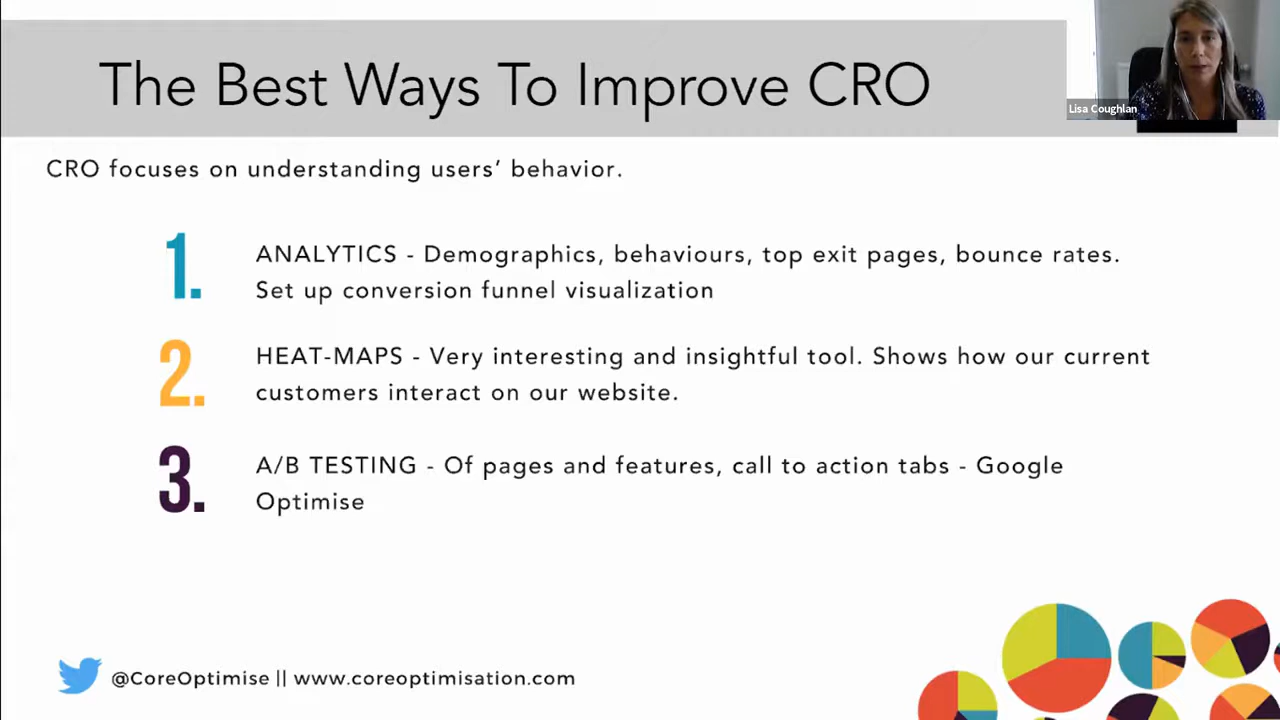 The Best Ways To Improve CRO
Lisa Coughlan
CRO focuses on understanding users’ behavior.
1.
ANALYTICS - Demographics, behaviours, top exit pages, bounce rates.
Set up conversion funnel visualization
2.
HEAT-MAPS - Very interesting and insightful tool. Shows how our current
customers interact on our website.
3.
A/B TESTING - Of pages and features, call to action tabs - Google
Optimise
@CoreOptimise || www.coreoptimisation.com